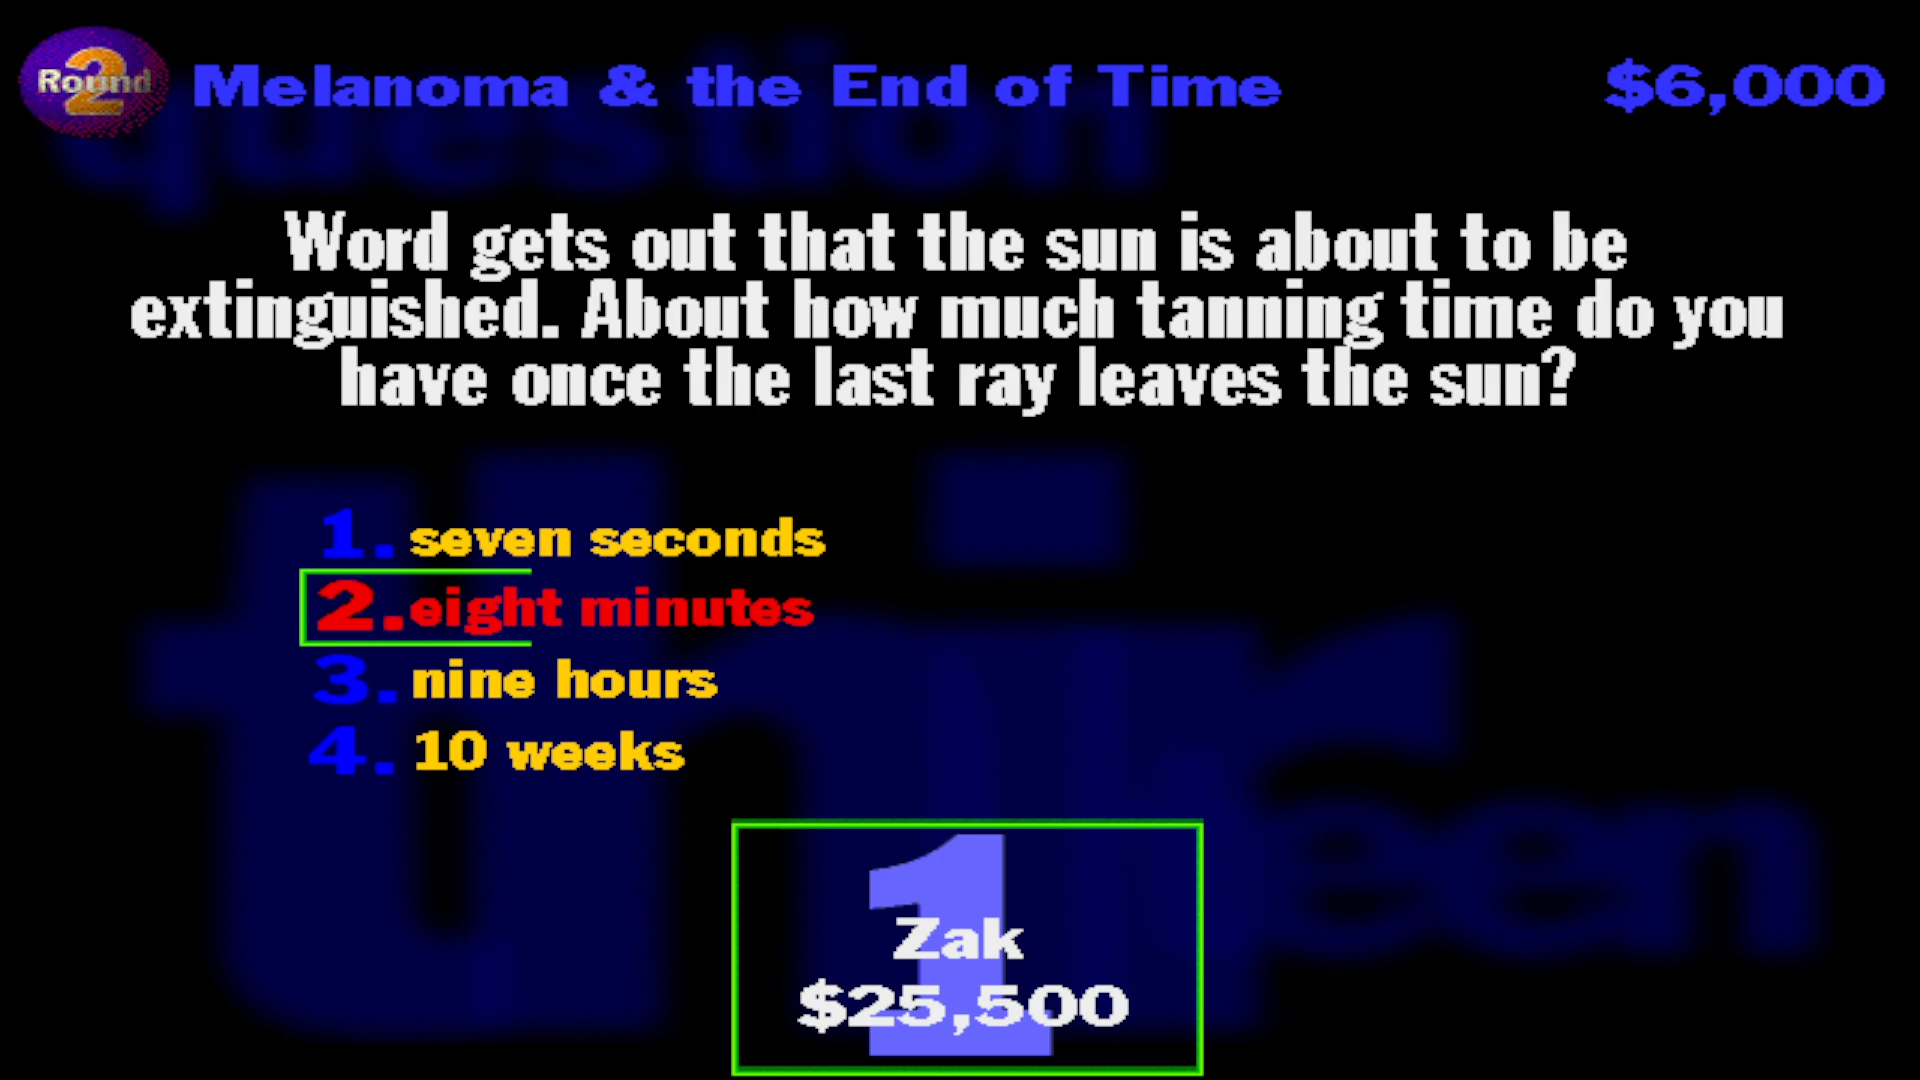 Round 2
Melanoma & the End of Time
$6,000
question
Word gets out that the sun is about to be
extinguished. About how much tanning time do you
have once the last ray leaves the sun?
1. seven seconds
2. eight minutes
3. nine hours
4. 10 weeks
thirteen
1
Zak
$25,500